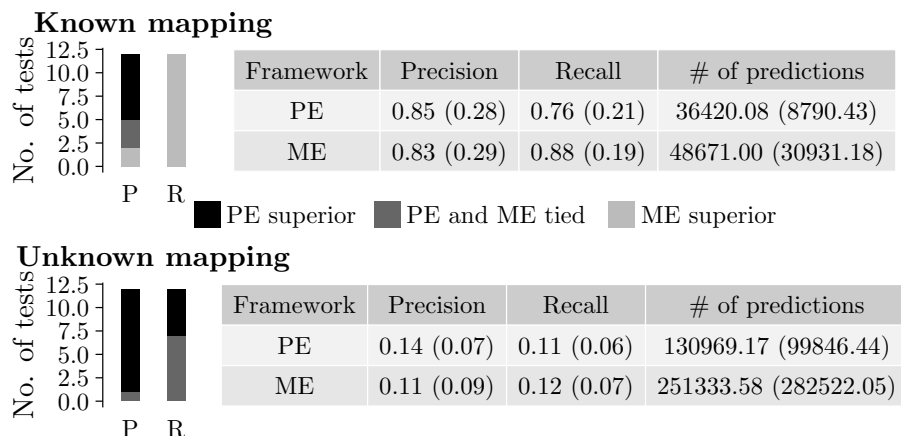 Known mapping
No. of tests
12.5
10.0
7.5
5.0
2.5
0.0
P R
Framework Precision Recall # of predictions
PE 0.85 (0.28) 0.76 (0.21) 36420.08 (8790.43)
ME 0.83 (0.29) 0.88 (0.19) 48671.00 (30931.18)
PE superior PE and ME tied ME superior
Unknown mapping
No. of tests
12.5
10.0
7.5
5.0
2.5
0.0
P R
Framework Precision Recall # of predictions
PE 0.14 (0.07) 0.11 (0.06) 130969.17 (99846.44)
ME 0.11 (0.09) 0.12 (0.07) 251333.58 (282522.05)